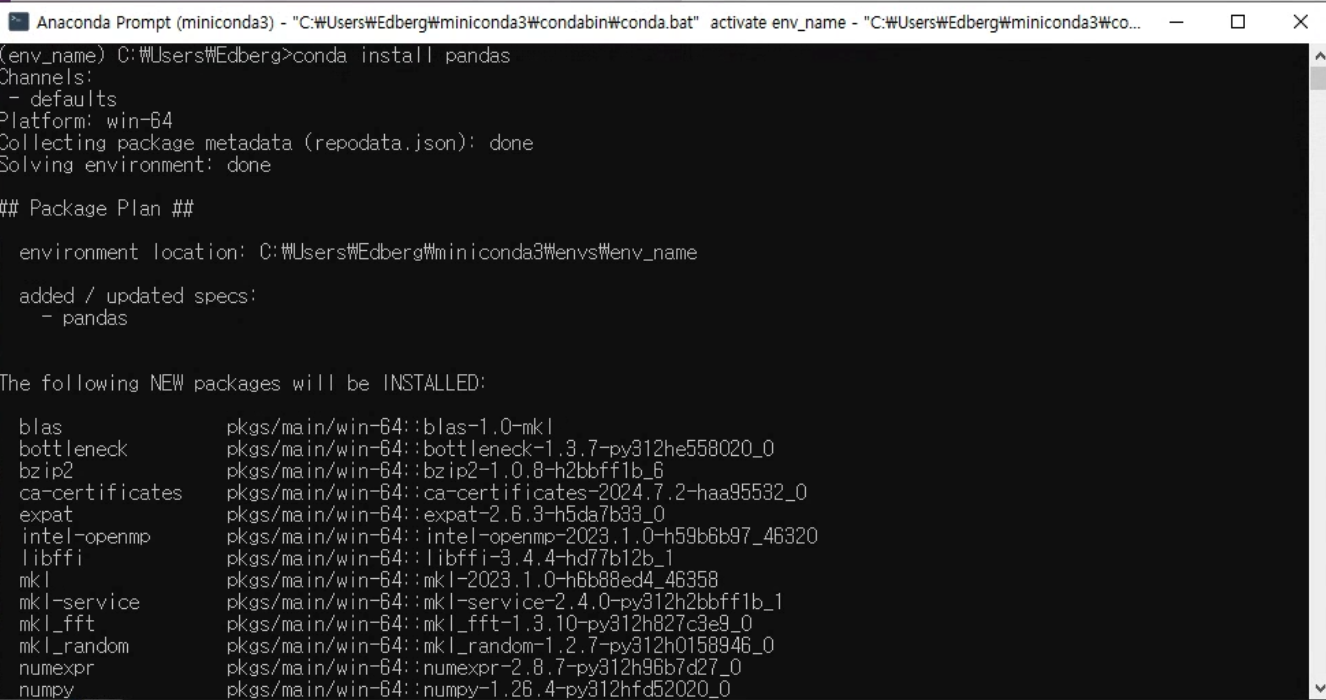 Anaconda Prompt (miniconda3) - "C:₩Users₩Edberg₩miniconda3₩condabin₩conda.bat"  activate env_name - "C:₩Users₩Edberg₩miniconda3₩co...
(env_name) C:₩Users₩Edberg>conda install pandas
Channels:
 - defaults
Platform: win-64
Collecting package metadata (repodata.json): done
Solving environment: done
## Package Plan ##
  environment location: C:₩Users₩Edberg₩miniconda3₩envs₩env_name
  added / updated specs:
    - pandas
The following NEW packages will be INSTALLED:
  blas               pkgs/main/win-64::blas-1.0-mkl
  bottleneck         pkgs/main/win-64::bottleneck-1.3.7-py312he558020_0
  bzip2              pkgs/main/win-64::bzip2-1.0.8-h2bbff1b_6
  ca-certificates    pkgs/main/win-64::ca-certificates-2024.7.2-haa95532_0
  expat              pkgs/main/win-64::expat-2.6.3-h5da7b33_0
  intel-openmp       pkgs/main/win-64::intel-openmp-2023.1.0-h59b6b97_46320
  libffi             pkgs/main/win-64::libffi-3.4.4-hd77b12b_1
  mkl                pkgs/main/win-64::mkl-2023.1.0-h6b88ed4_46358
  mkl-service        pkgs/main/win-64::mkl-service-2.4.0-py312h2bbff1b_1
  mkl_fft            pkgs/main/win-64::mkl_fft-1.3.10-py312h827c3e9_0
  mkl_random         pkgs/main/win-64::mkl_random-1.2.7-py312h0158946_0
  numexpr            pkgs/main/win-64::numexpr-2.8.7-py312h96b7d27_0
  numpy              pkgs/main/win-64::numpy-1.26.4-py312hfd52020_0